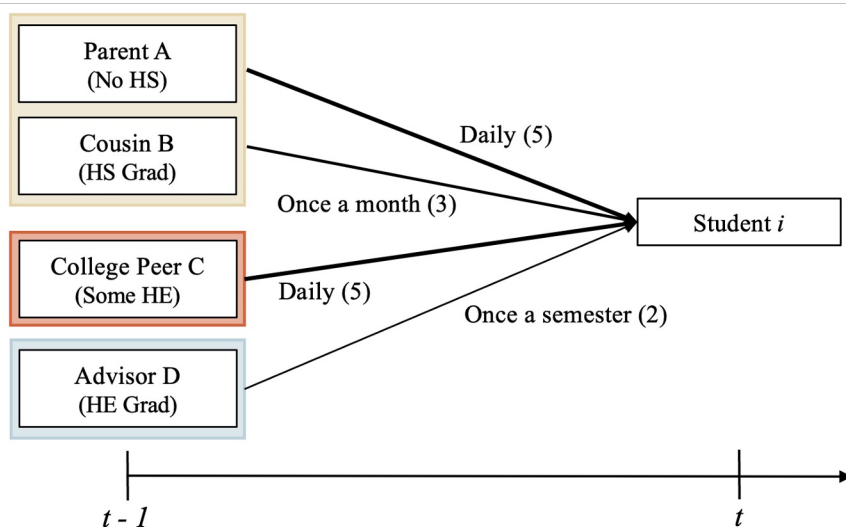 Parent A
(No HS)
Daily (5)
Cousin B
(HS Grad)
Once a month (3)
Student i
College Peer C
(Some HE)
Daily (5)
Once a semester (2)
Advisor D
(HE Grad)
t - 1
t